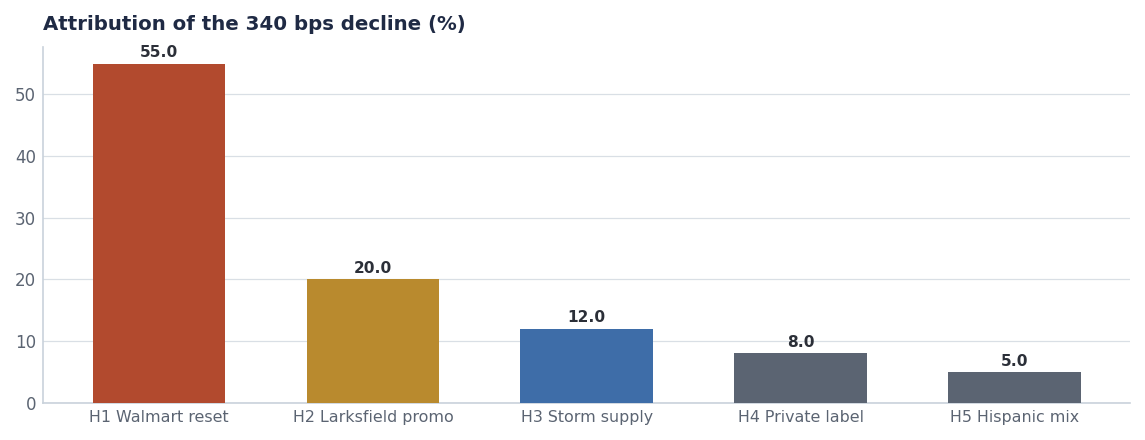 Attribution of the 340 bps decline (%)
55.0
50
40
30
20.0
20
12.0
10
8.0
5.0
0
H1 Walmart reset
H2 Larksfield promo
H3 Storm supply
H4 Private label
H5 Hispanic mix